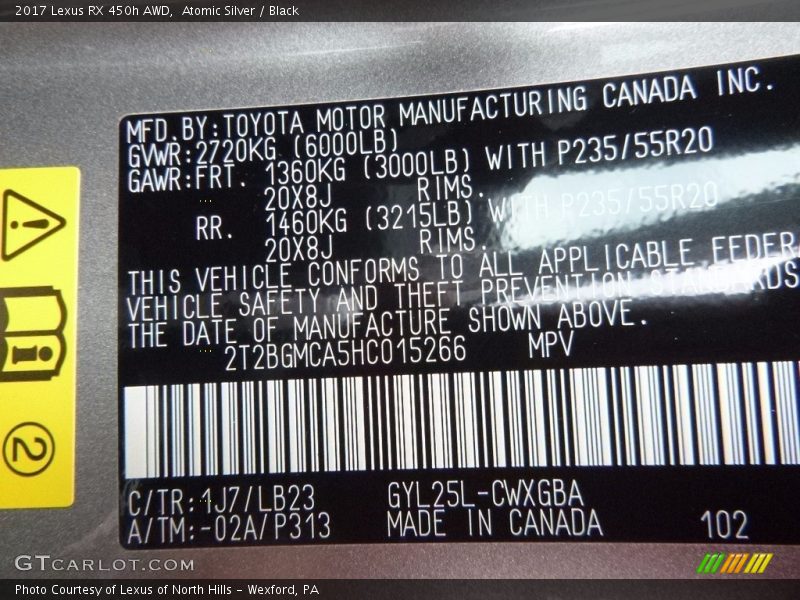 2017 Lexus RX 450h AWD, Atomic Silver / Black
MFD.BY:TOYOTA MOTOR MANUFACTURING CANADA INC.
GVWR:2720KG (6000LB)
GAWR:FRT. 1360KG (3000LB) WITH P235/55R20
20X8J RIMS.
RR. 1460KG (3215LB) WITH P235/55R20
20X8J RIMS.
THIS VEHICLE CONFORMS TO ALL APPLICABLE FEDERA
VEHICLE SAFETY AND THEFT PREVENTION STANDARDS
THE DATE OF MANUFACTURE SHOWN ABOVE.
2T2BGMCA5HC015266 MPV
C/TR:1J7/LB23 GYL25L-CWXGBA
A/TM:-02A/P313 MADE IN CANADA 102
2
GTCARLOT.COM
Photo Courtesy of Lexus of North Hills - Wexford, PA